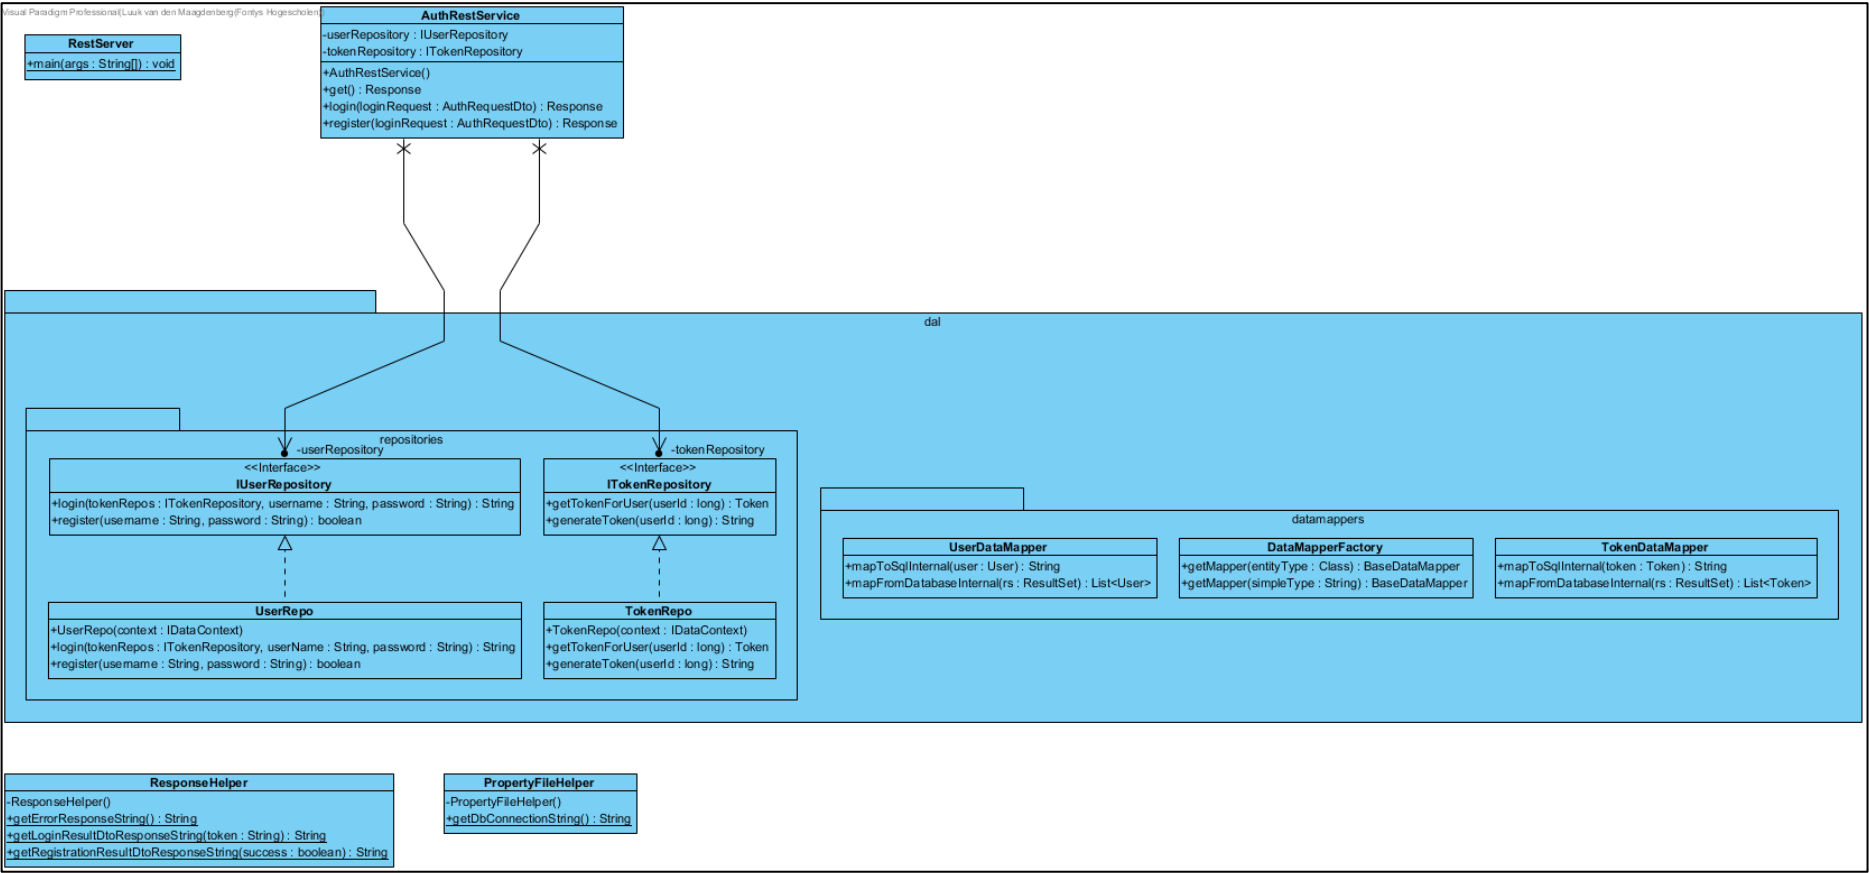 Visual Paradigm Professional(Luuk van den Maagdenberg(Fontys Hogescholen))
RestServer
+main(args : String[]) : void
AuthRestService
-userRepository : IUserRepository
-tokenRepository : ITokenRepository
+AuthRestService()
+get() : Response
+login(loginRequest : AuthRequestDto) : Response
+register(loginRequest : AuthRequestDto) : Response
dal
repositories
-userRepository
-tokenRepository
<<Interface>>
IUserRepository
+login(tokenRepos : ITokenRepository, username : String, password : String) : String
+register(username : String, password : String) : boolean
<<Interface>>
ITokenRepository
+getTokenForUser(userId : long) : Token
+generateToken(userId : long) : String
UserRepo
+UserRepo(context : IDataContext)
+login(tokenRepos : ITokenRepository, userName : String, password : String) : String
+register(username : String, password : String) : boolean
TokenRepo
+TokenRepo(context : IDataContext)
+getTokenForUser(userId : long) : Token
+generateToken(userId : long) : String
datamappers
UserDataMapper
+mapToSqlInternal(user : User) : String
+mapFromDatabaseInternal(rs : ResultSet) : List<User>
DataMapperFactory
+getMapper(entityType : Class) : BaseDataMapper
+getMapper(simpleType : String) : BaseDataMapper
TokenDataMapper
+mapToSqlInternal(token : Token) : String
+mapFromDatabaseInternal(rs : ResultSet) : List<Token>
ResponseHelper
-ResponseHelper()
+getErrorResponseString() : String
+getLoginResultDtoResponseString(token : String) : String
+getRegistrationResultDtoResponseString(success : boolean) : String
PropertyFileHelper
-PropertyFileHelper()
+getDbConnectionString() : String